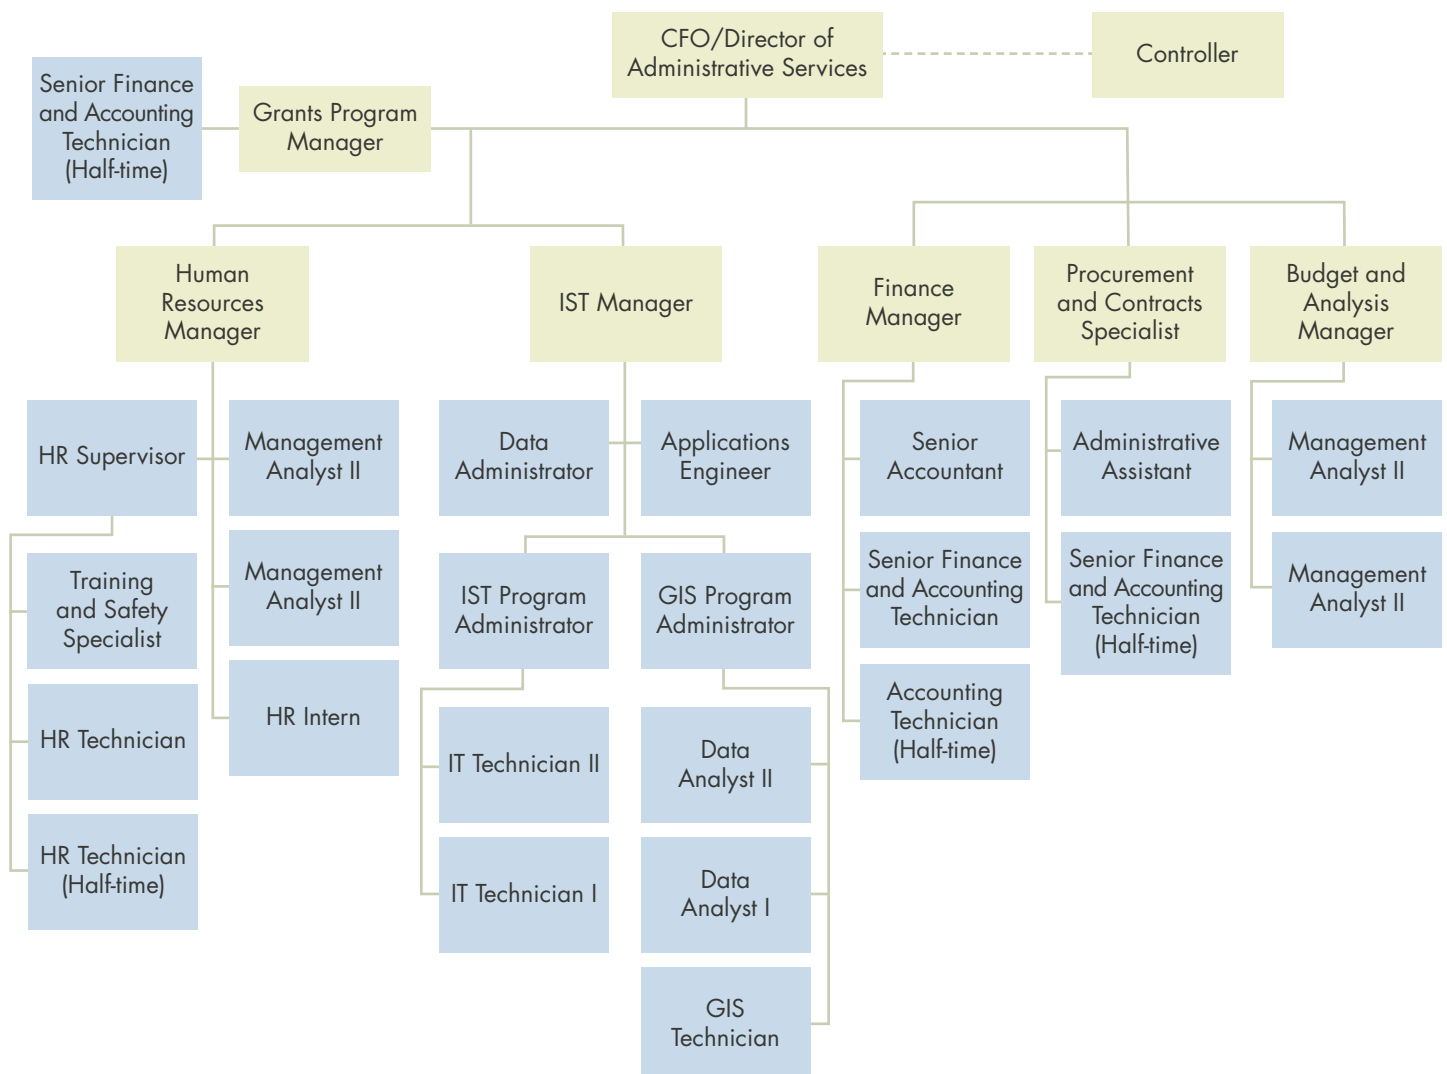 CFO/Director of
Administrative Services
Controller
Senior Finance
and Accounting
Technician
(Half-time)
Grants Program
Manager
Human
Resources
Manager
IST Manager
Finance
Manager
Procurement
and Contracts
Specialist
Budget and
Analysis
Manager
HR Supervisor
Management
Analyst II
Data
Administrator
Applications
Engineer
Senior
Accountant
Administrative
Assistant
Management
Analyst II
Training
and Safety
Specialist
Management
Analyst II
IST Program
Administrator
GIS Program
Administrator
Senior Finance
and Accounting
Technician
Senior Finance
and Accounting
Technician
(Half-time)
Management
Analyst II
HR Technician
HR Intern
IT Technician II
Data
Analyst II
Accounting
Technician
(Half-time)
HR Technician
(Half-time)
IT Technician I
Data
Analyst I
GIS
Technician